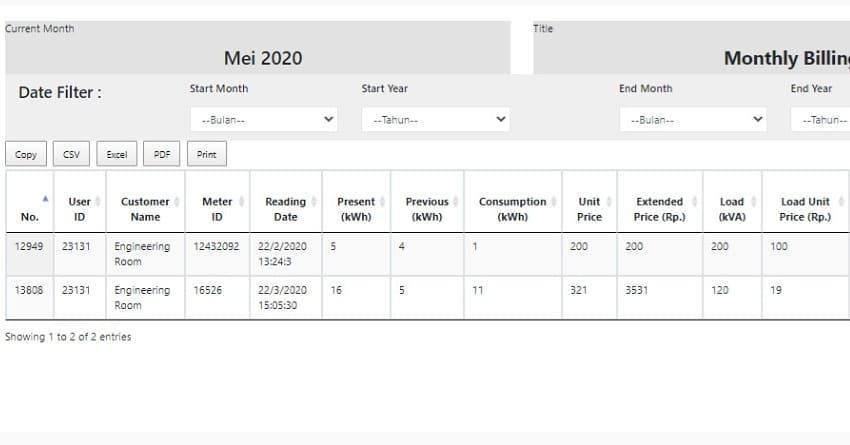 Current Month
Title
Mei 2020
Monthly Billing
Date Filter :
Start Month
Start Year
End Month
End Year
--Bulan--
--Tahun--
--Bulan--
--Tahun--
Copy
CSV
Excel
PDF
Print
No. User ID Customer Name Meter ID Reading Date Present (kWh) Previous (kWh) Consumption (kWh) Unit Price Extended Price (Rp.) Load (kVA) Load Unit Price (Rp.)
12949 23131 Engineering Room 12432092 22/2/2020 13:24:3 5 4 1 200 200 200 100
13808 23131 Engineering Room 16526 22/3/2020 15:05:30 16 5 11 321 3531 120 19
Showing 1 to 2 of 2 entries